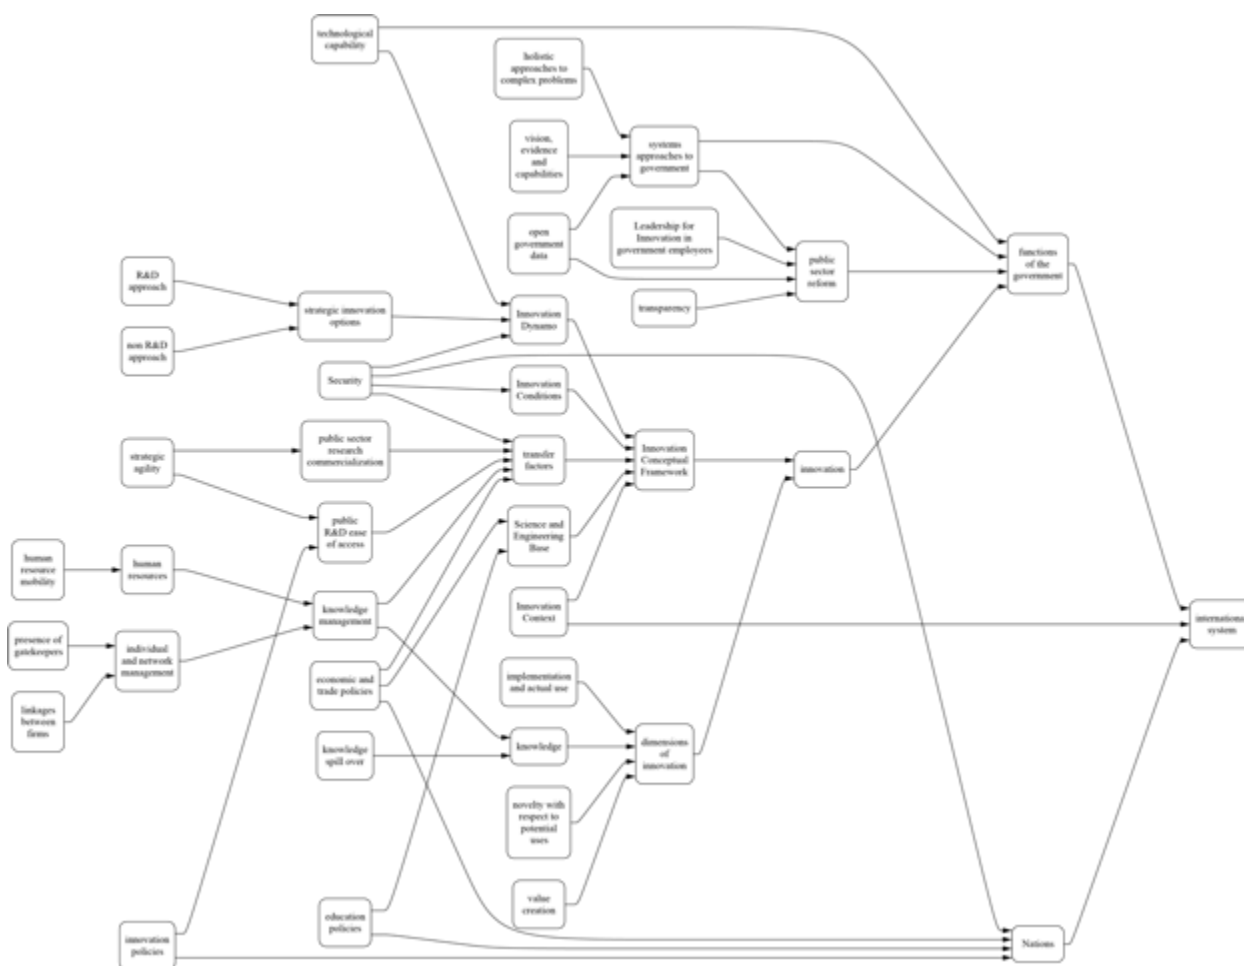 technological
capability
holistic
approaches to
complex problems
vision,
evidence
and
capabilities
systems
approaches to
government
open
government
data
Leadership for
Innovation in
government employees
public
sector
reform
functions
of the
government
transparency
R&D
approach
non R&D
approach
strategic innovation
options
Innovation
Dynamo
Security
Innovation
Conditions
strategic
agility
public sector
research
commercialization
transfer
factors
Innovation
Conceptual
Framework
innovation
public
R&D ease
of access
Science and
Engineering
Base
human
resource
mobility
human
resources
knowledge
management
Innovation
Context
international
system
presence of
gatekeepers
individual
and network
management
economic and
trade policies
implementation
and actual use
linkages
between
firms
knowledge
spill over
knowledge
dimensions
of
innovation
novelty with
respect to
potential
uses
value
creation
education
policies
innovation
policies
Nations